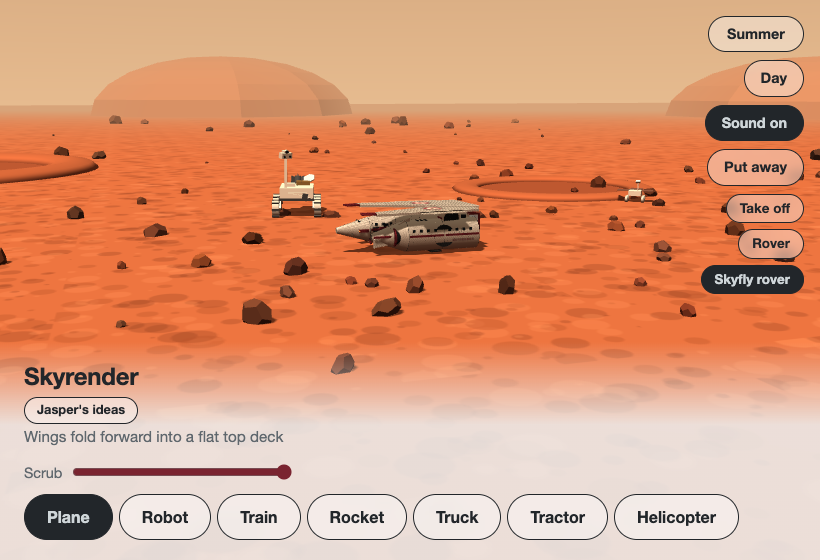 Summer
Day
Sound on
Put away
Take off
Rover
Skyfly rover
Skyrender
Jasper's ideas
Wings fold forward into a flat top deck
Scrub
Plane
Robot
Train
Rocket
Truck
Tractor
Helicopter